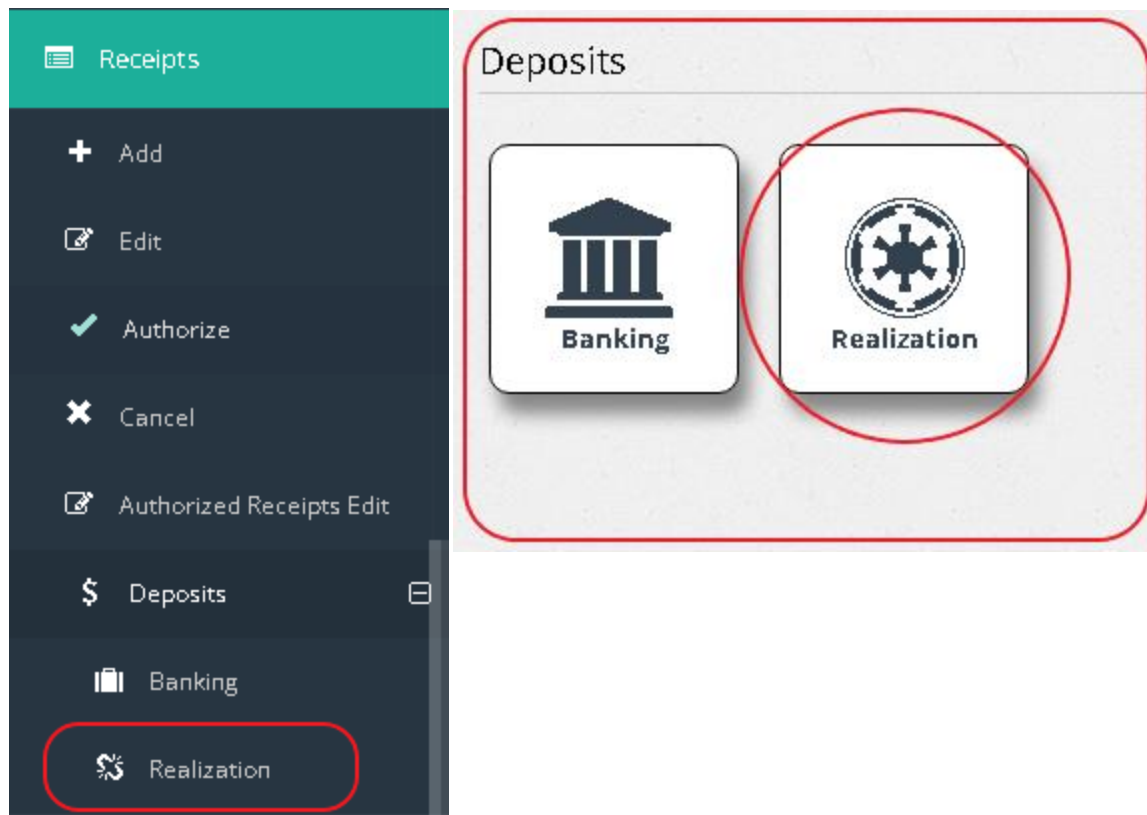 Receipts
Add
Edit
Authorize
Cancel
Authorized Receipts Edit
Deposits
Banking
Realization
Deposits
Banking
Realization